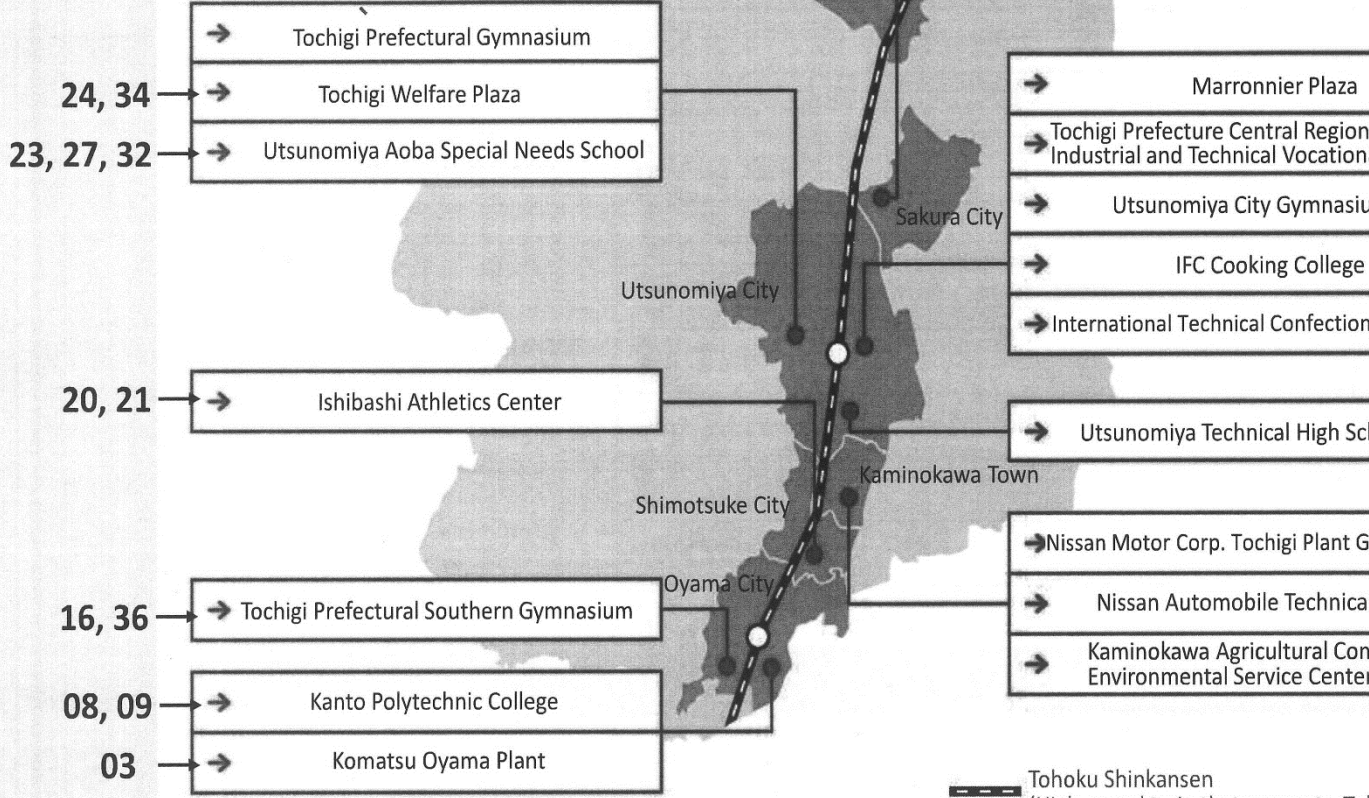 Tochigi Prefectural Gymnasium
24, 34
Tochigi Welfare Plaza
23, 27, 32
Utsunomiya Aoba Special Needs School
20, 21
Ishibashi Athletics Center
16, 36
Tochigi Prefectural Southern Gymnasium
08, 09
Kanto Polytechnic College
03
Komatsu Oyama Plant
Sakura City
Utsunomiya City
Kaminokawa Town
Shimotsuke City
Oyama City
Marronnier Plaza
Tochigi Prefecture Central Region
Industrial and Technical Vocation
Utsunomiya City Gymnasiu
IFC Cooking College
International Technical Confection
Utsunomiya Technical High Sc
Nissan Motor Corp. Tochigi Plant G
Nissan Automobile Technica
Kaminokawa Agricultural Con
Environmental Service Center
Tohoku Shinkansen